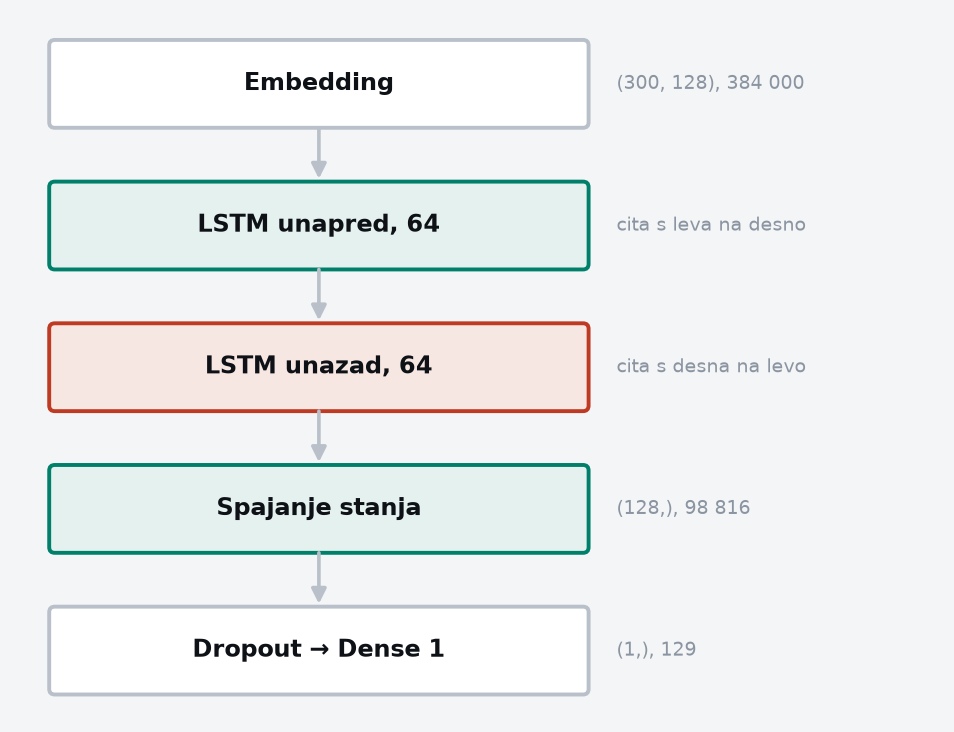 Embedding
(300, 128), 384 000
LSTM unapred, 64
cita s leva na desno
LSTM unazad, 64
cita s desna na levo
Spajanje stanja
(128,), 98 816
Dropout → Dense 1
(1,), 129